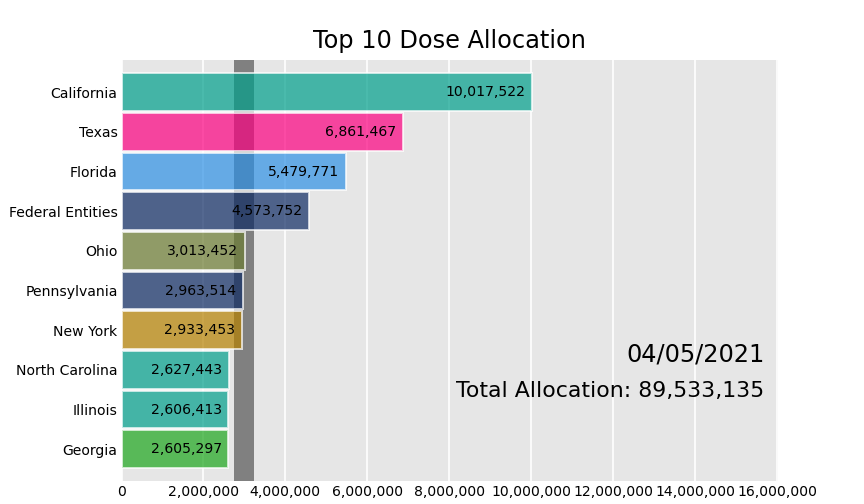 Top 10 Dose Allocation
California 10,017,522
Texas 6,861,467
Florida 5,479,771
Federal Entities 4,573,752
Ohio 3,013,452
Pennsylvania 2,963,514
New York 2,933,453
04/05/2021
North Carolina 2,627,443
Total Allocation: 89,533,135
Illinois 2,606,413
Georgia 2,605,297
0 2,000,000 4,000,000 6,000,000 8,000,000 10,000,000 12,000,000 14,000,000 16,000,000